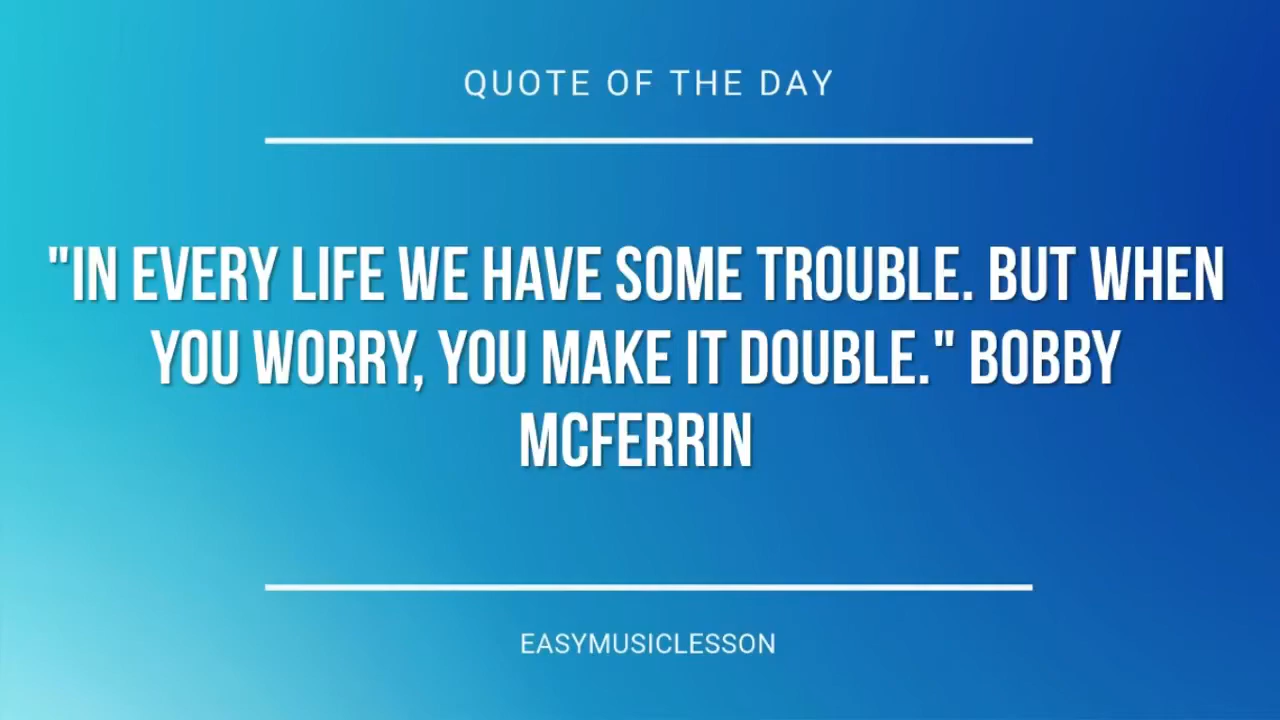 QUOTE OF THE DAY
"IN EVERY LIFE WE HAVE SOME TROUBLE. BUT WHEN
YOU WORRY, YOU MAKE IT DOUBLE." BOBBY
MCFERRIN
EASYMUSICLESSON